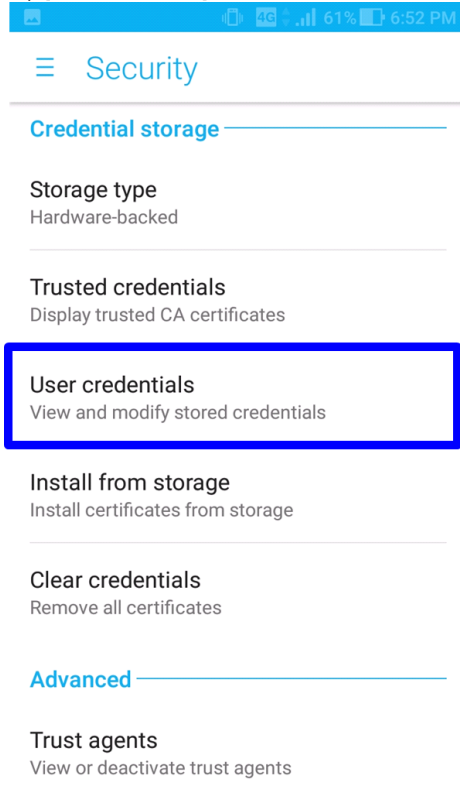 4G 61% 6:52 PM
Security
Credential storage
Storage type
Hardware-backed
Trusted credentials
Display trusted CA certificates
User credentials
View and modify stored credentials
Install from storage
Install certificates from storage
Clear credentials
Remove all certificates
Advanced
Trust agents
View or deactivate trust agents